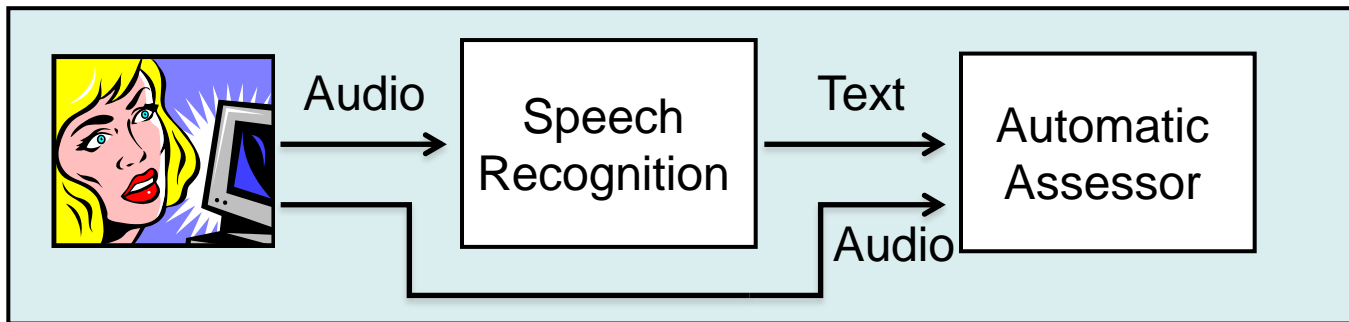 Audio
Speech
Recognition
Text
Automatic
Assessor
Audio